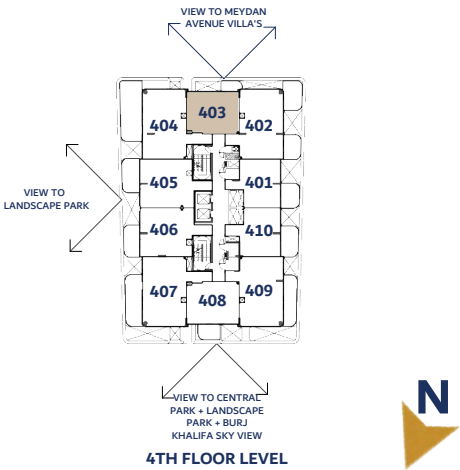 VIEW TO MEYDAN
AVENUE VILLA'S
403
404
402
405
401
VIEW TO
LANDSCAPE PARK
406
410
407
408
409
VIEW TO CENTRAL
PARK + LANDSCAPE
PARK + BURJ
KHALIFA SKY VIEW
4TH FLOOR LEVEL
N